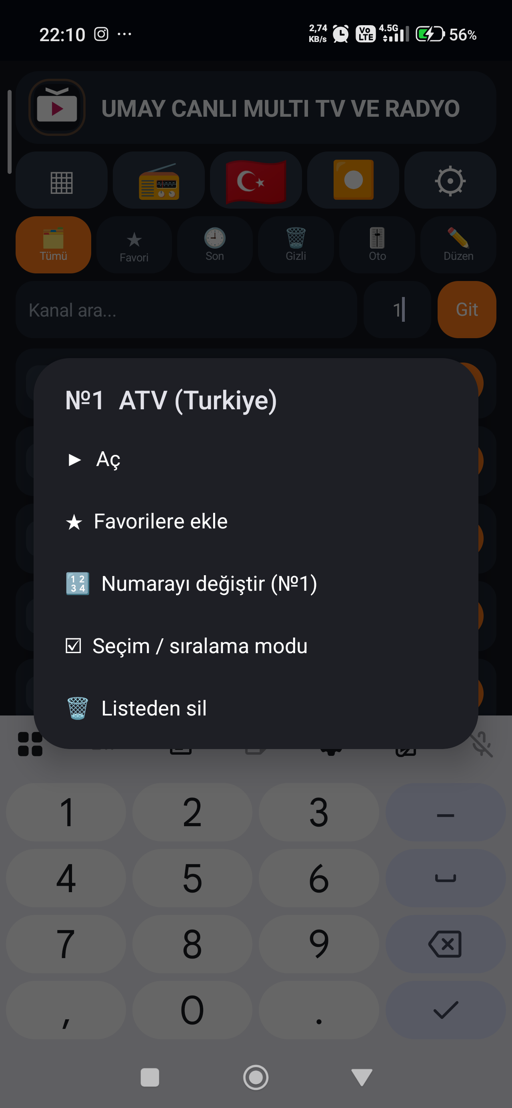 22:10
2,74 KB/s
Vo LTE
4.5G
56%
UMAY CANLI MULTI TV VE RADYO
Tümü
Favori
Son
Gizli
Oto
Düzen
Kanal ara...
1
Git
№1 ATV (Turkiye)
Aç
Favorilere ekle
Numarayı değiştir (№1)
Seçim / sıralama modu
Listeden sil
1 2 3 –
4 5 6
7 8 9
, 0 .